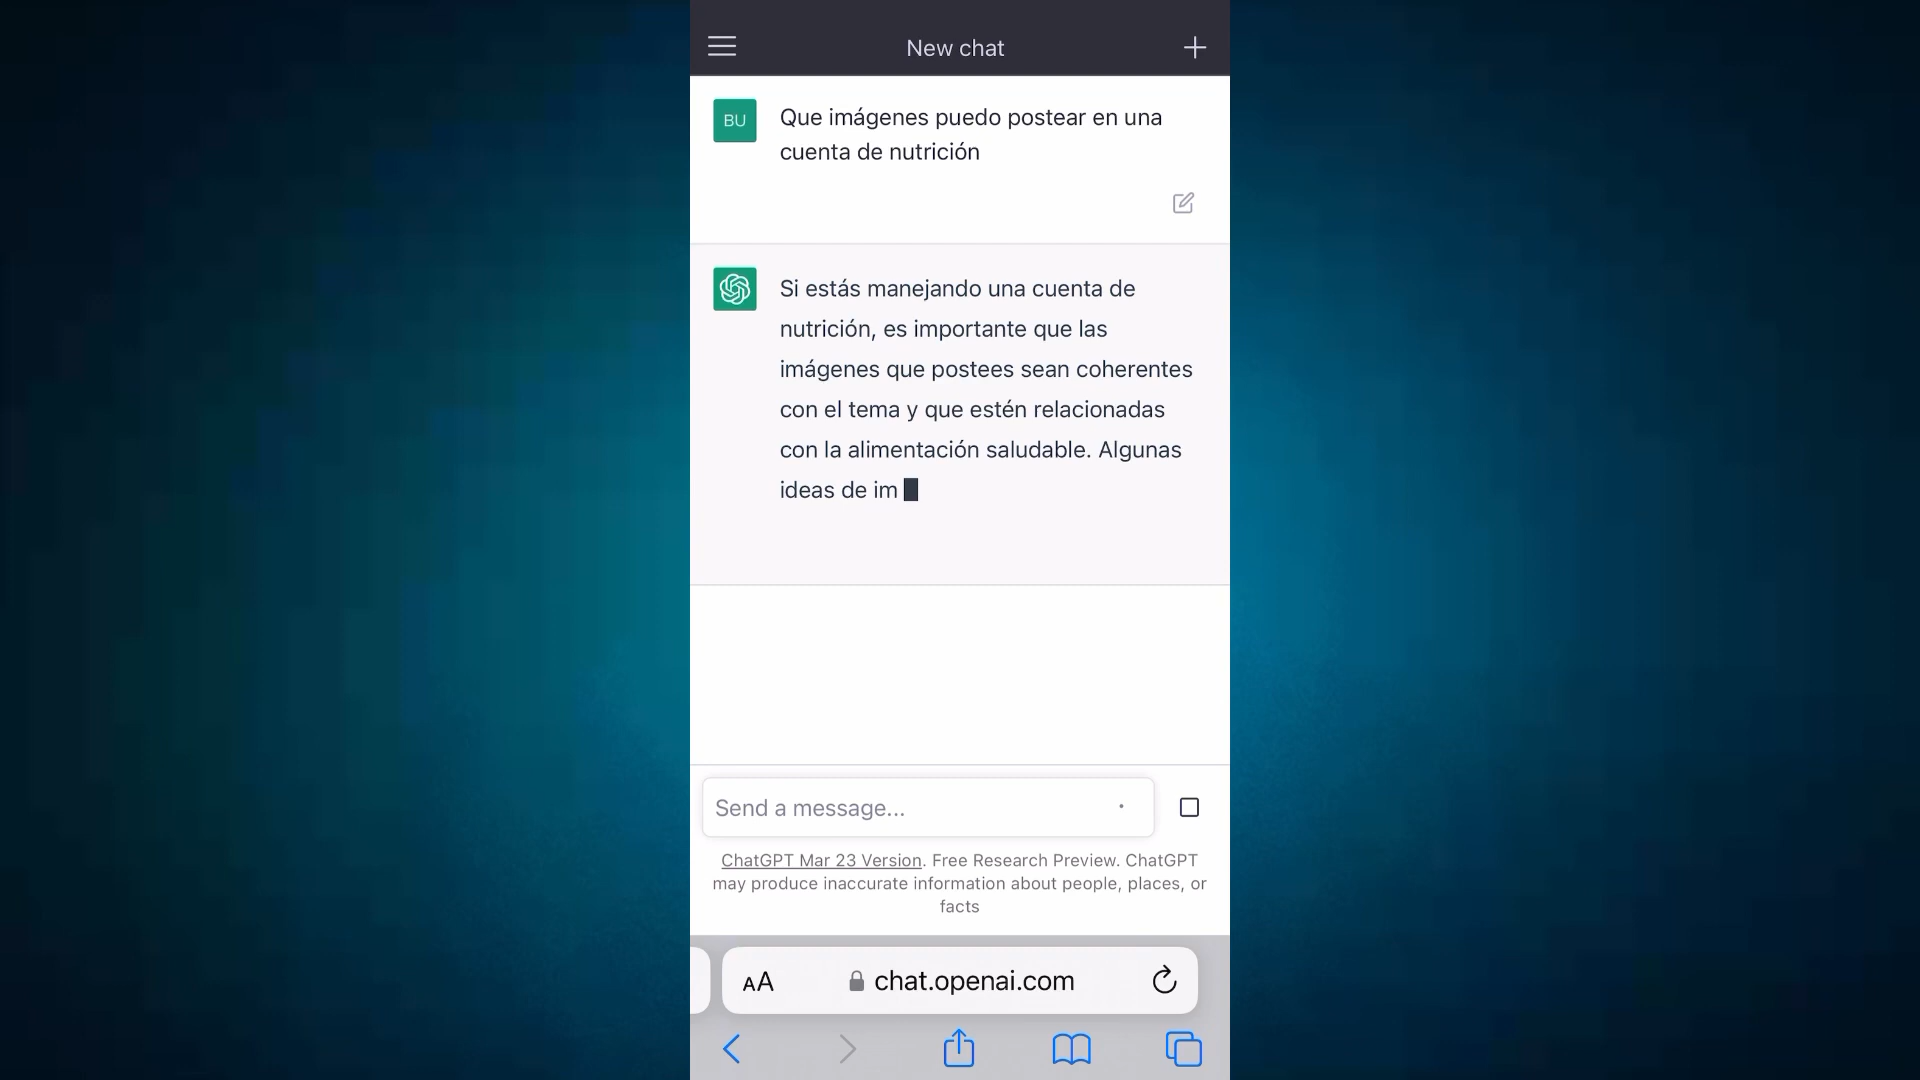 New chat
BU
Que imágenes puedo postear en una
cuenta de nutrición
Si estás manejando una cuenta de
nutrición, es importante que las
imágenes que postees sean coherentes
con el tema y que estén relacionadas
con la alimentación saludable. Algunas
ideas de im
Send a message...
ChatGPT Mar 23 Version. Free Research Preview. ChatGPT
may produce inaccurate information about people, places, or
facts
AA chat.openai.com